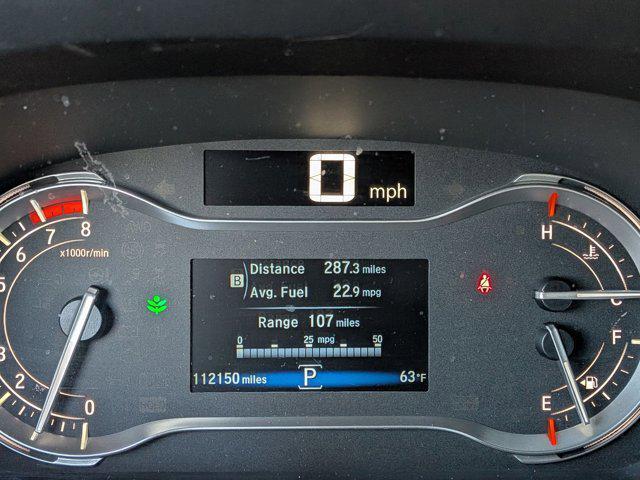 0 mph
6 7 8
x1000r/min
5
3
2
0
B Distance 287.3 miles
Avg. Fuel 22.9 mpg
Range 107 miles
0 25 mpg 50
112150 miles P 63°F
H
C
F
E